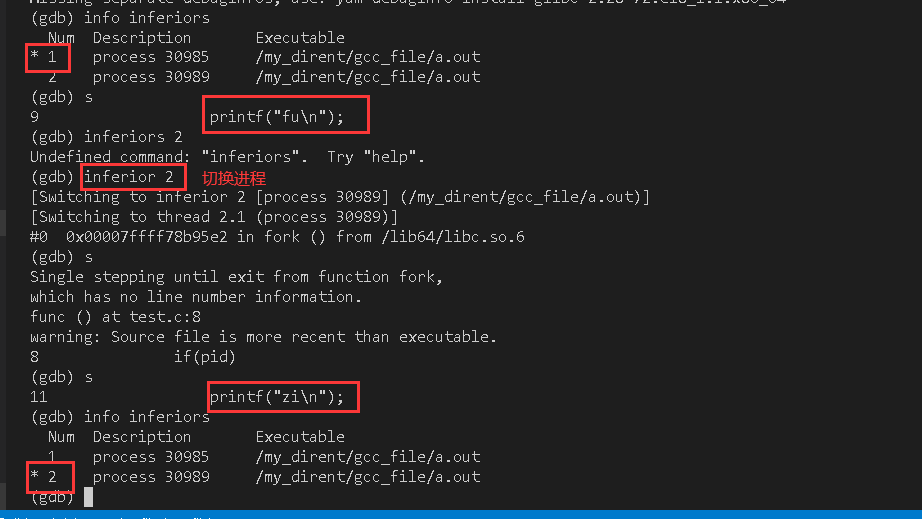 Missing separate debuginfos, use: yum debuginfo-install glibc-2.28-72.el8_1.1.x86_64
(gdb) info inferiors
Num Description Executable
* 1 process 30985 /my_dirent/gcc_file/a.out
2 process 30989 /my_dirent/gcc_file/a.out
(gdb) s
9 printf("fu\n");
(gdb) inferiors 2
Undefined command: "inferiors". Try "help".
(gdb) inferior 2 切换进程
[Switching to inferior 2 [process 30989] (/my_dirent/gcc_file/a.out)]
[Switching to thread 2.1 (process 30989)]
#0 0x00007ffff78b95e2 in fork () from /lib64/libc.so.6
(gdb) s
Single stepping until exit from function fork,
which has no line number information.
func () at test.c:8
warning: Source file is more recent than executable.
8 if(pid)
(gdb) s
11 printf("zi\n");
(gdb) info inferiors
Num Description Executable
1 process 30985 /my_dirent/gcc_file/a.out
* 2 process 30989 /my_dirent/gcc_file/a.out
(gdb)